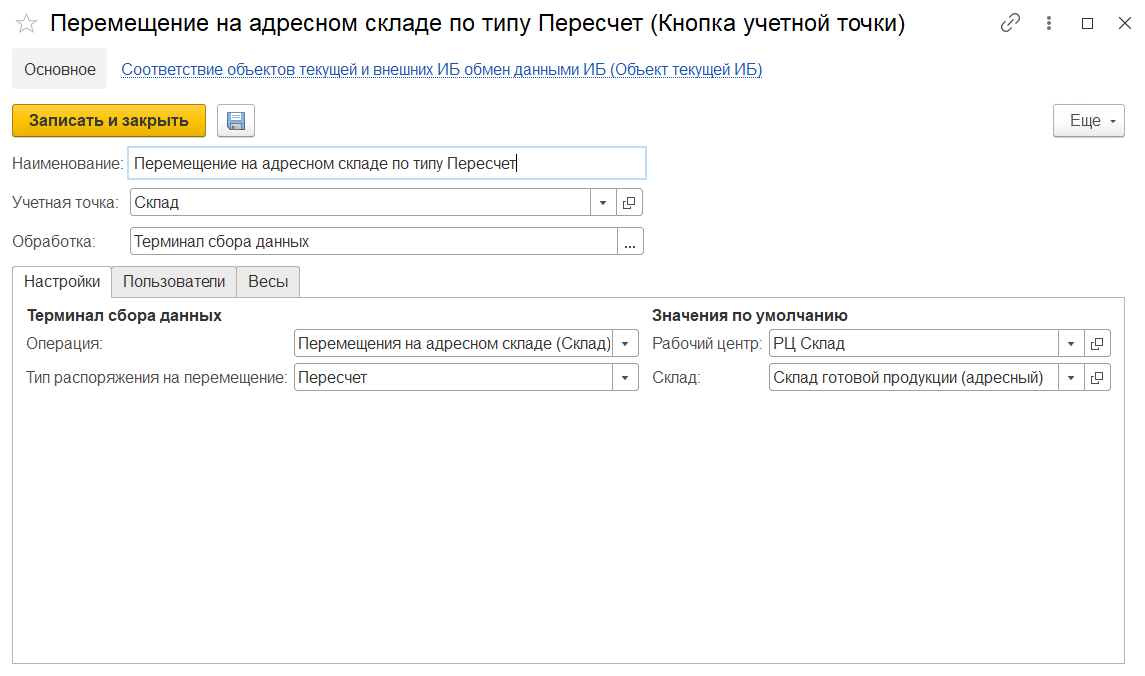 Перемещение на адресном складе по типу Пересчет (Кнопка учетной точки)
Основное Соответствие объектов текущей и внешних ИБ обмен данными ИБ (Объект текущей ИБ)
Записать и закрыть Еще
Наименование: Перемещение на адресном складе по типу Пересчет
Учетная точка: Склад
Обработка: Терминал сбора данных ...
Настройки Пользователи Весы
Терминал сбора данных Значения по умолчанию
Операция: Перемещения на адресном складе (Склад) Рабочий центр: РЦ Склад
Тип распоряжения на перемещение: Пересчет Склад: Склад готовой продукции (адресный)